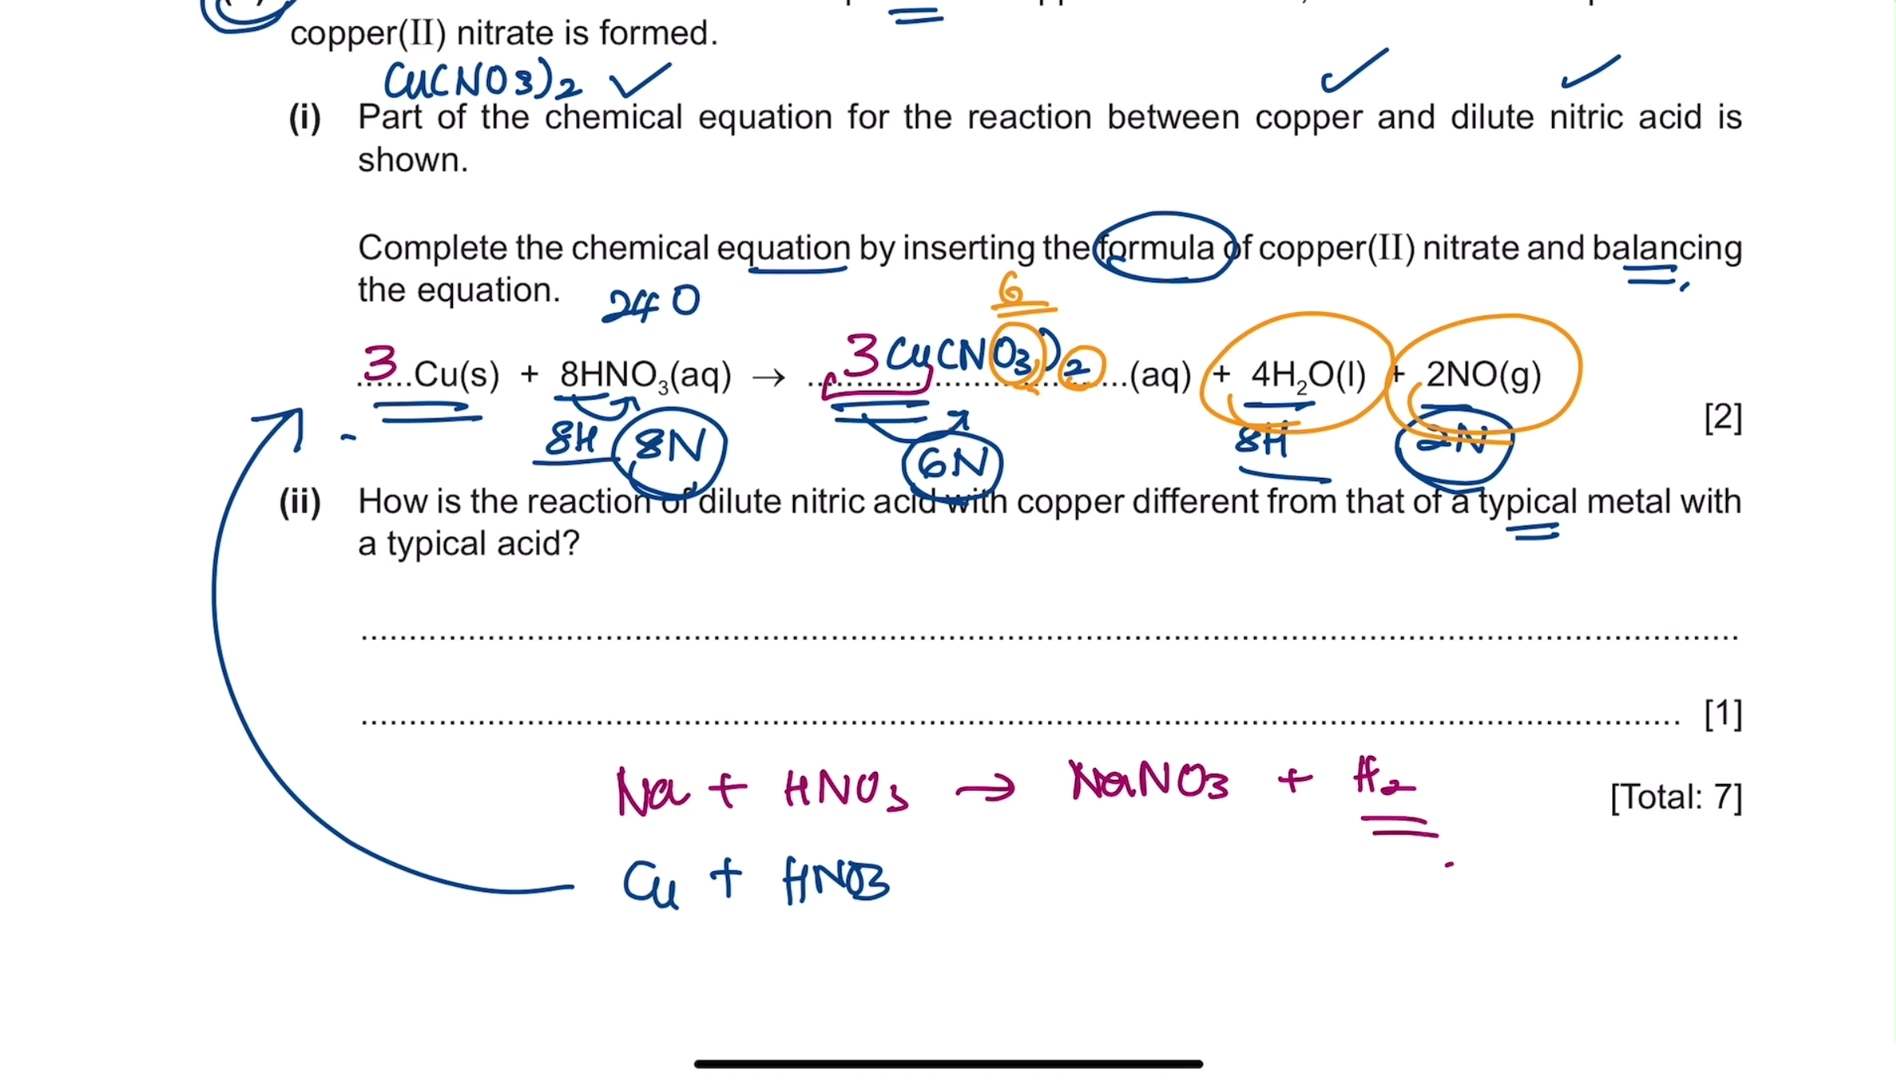 copper(II) nitrate is formed.
Cu(NO3)2 ✓ ✓ ✓
(i) Part of the chemical equation for the reaction between copper and dilute nitric acid is
shown.
Complete the chemical equation by inserting the formula of copper(II) nitrate and balancing
the equation. 24 O 6
3 Cu(s) + 8HNO₃(aq) → 3Cu(NO3)2 (aq) + 4H₂O(l) + 2NO(g)
[2]
8H 8N 6N 8H 2N
(ii) How is the reaction of dilute nitric acid with copper different from that of a typical metal with
a typical acid?
[1]
Na + HNO3 → NaNO3 + H2
[Total: 7]
Cu + HNO3